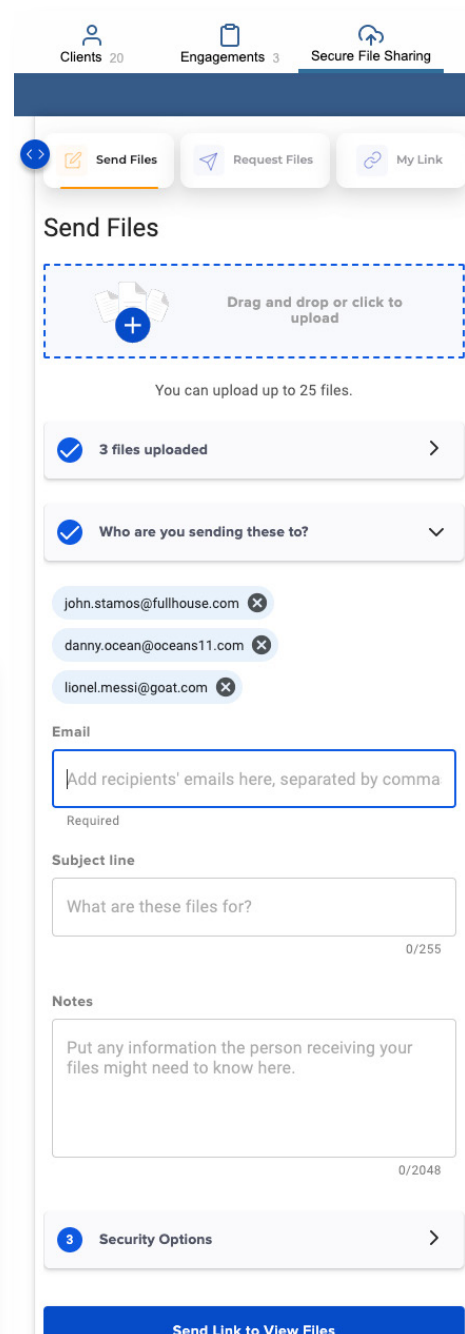 Clients 20 Engagements 3 Secure File Sharing
Send Files Request Files My Link
Send Files
Drag and drop or click to
upload
You can upload up to 25 files.
3 files uploaded
Who are you sending these to?
john.stamos@fullhouse.com
danny.ocean@oceans11.com
lionel.messi@goat.com
Email
Add recipients' emails here, separated by comma
Required
Subject line
What are these files for?
0/255
Notes
Put any information the person receiving your
files might need to know here.
0/2048
3 Security Options
Send Link to View Files